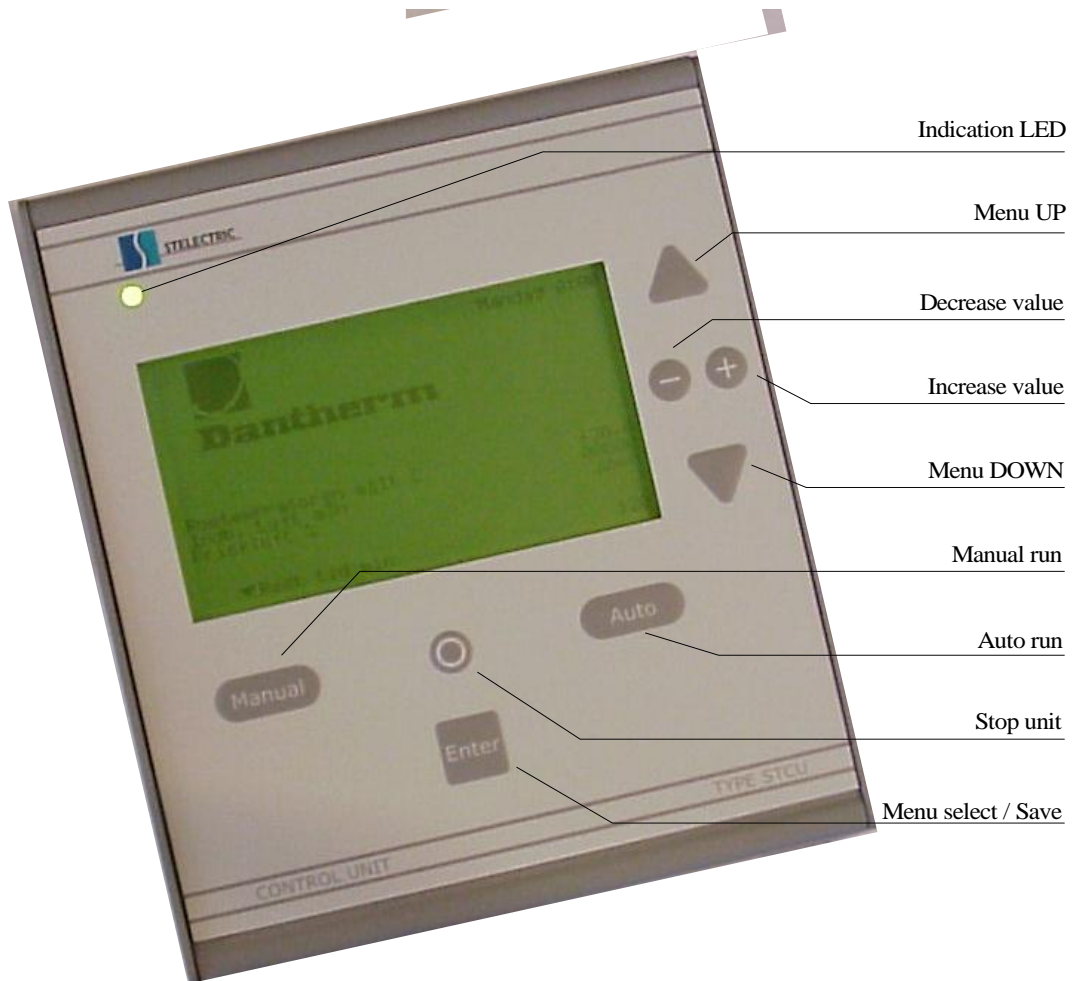 Indication LED
Menu UP
STELECTRIC
Decrease value
Mandag
Increase value
Dantherm
Menu DOWN
Manual run
Auto
Auto run
Manual
Stop unit
Enter
TYPE STCU
Menu select / Save
CONTROL UNIT